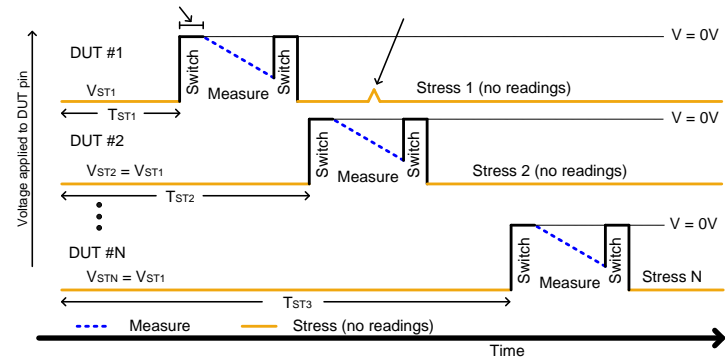 V = 0V
DUT #1
Switch
Switch
Measure
VST1
Stress 1 (no readings)
TST1
V = 0V
DUT #2
Switch
Switch
Measure
VST2 = VST1
Stress 2 (no readings)
TST2
V = 0V
DUT #N
Switch
Switch
Measure
VSTN = VST1
Stress N
TST3
Measure
Stress (no readings)
Time
Voltage applied to DUT pin